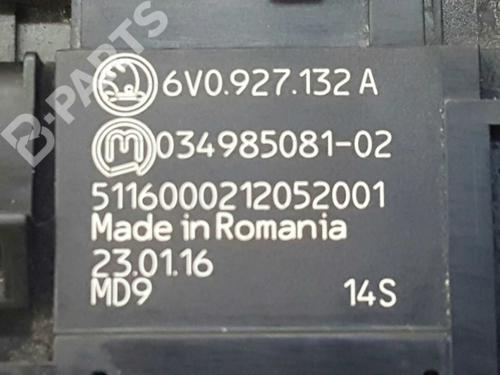 B-PARTS
6V0.927.132 A
m 034985081-02
5116000212052001
Made in Romania
23.01.16
MD9 14S